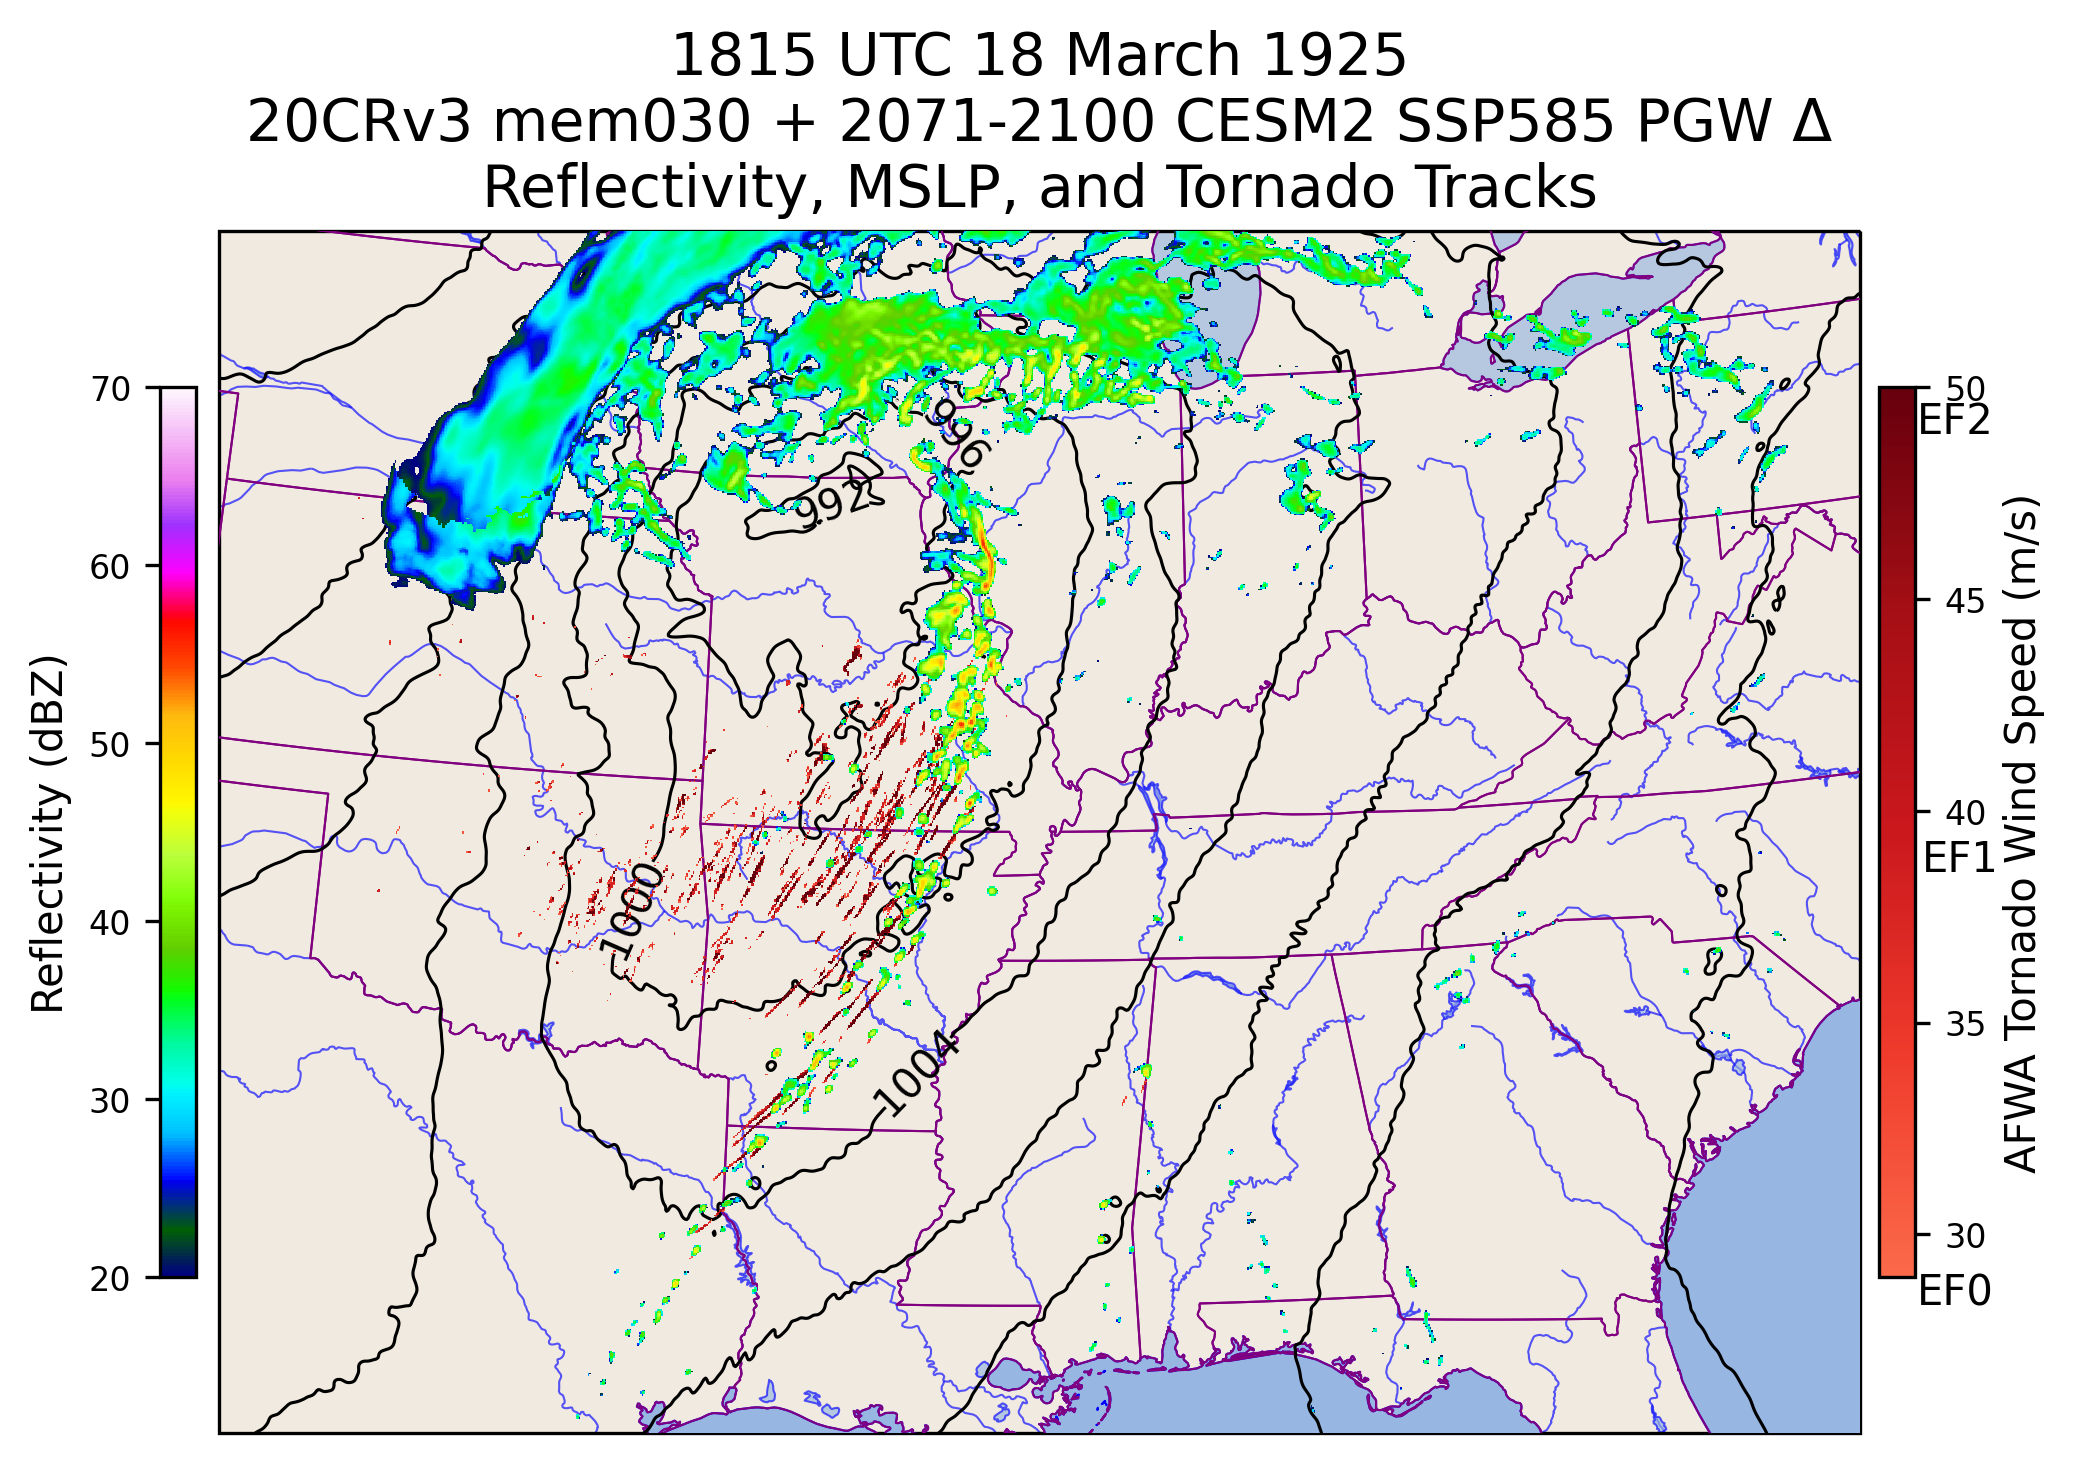 1815 UTC 18 March 1925
20CRv3 mem030 + 2071-2100 CESM2 SSP585 PGW Δ
Reflectivity, MSLP, and Tornado Tracks
Reflectivity (dBZ)
70
60
50
40
30
20
996
992
1000
1004
50
EF2
45
40
EF1
35
30
EF0
AFWA Tornado Wind Speed (m/s)